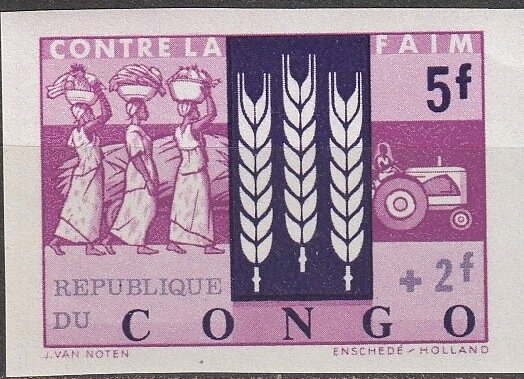 CONTRE LA FAIM
5f
+ 2f
REPUBLIQUE
DU CONGO
J. VAN NOTEN ENSCHEDÉ - HOLLAND